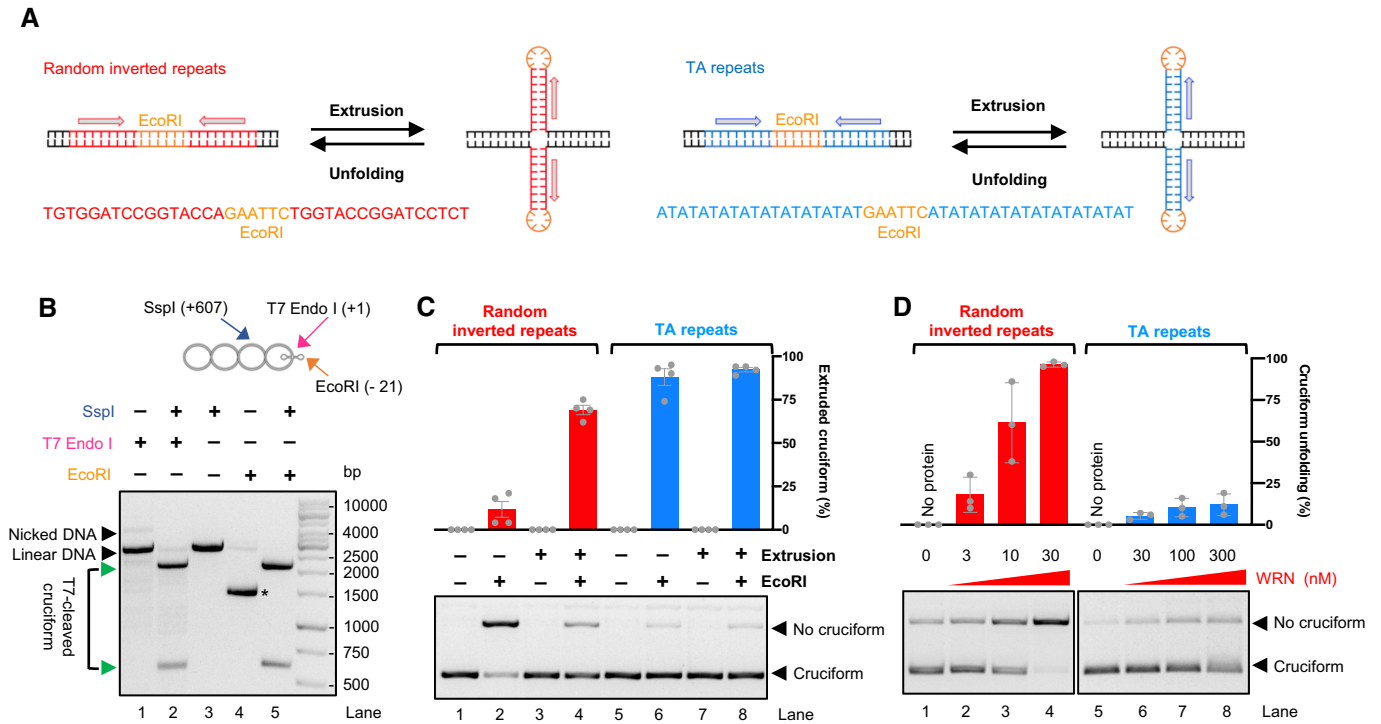 A
Random inverted repeats
EcoRI
Extrusion
Unfolding
TGTGGATCCGGTACCAGAATTCTGGTACCGGATCCTCT
EcoRI
TA repeats
EcoRI
Extrusion
Unfolding
ATATATATATATATATATATGAATTCATATATATATATATATATAT
EcoRI
B
SspI (+607)
T7 Endo I (+1)
EcoRI (- 21)
SspI – + + – +
T7 Endo I + + – – –
EcoRI – – – + +
bp
Nicked DNA
Linear DNA
T7-cleaved
cruciform
*
10000
4000
2500
2000
1500
1000
750
500
1 2 3 4 5 Lane
C
Random
inverted repeats
TA repeats
100
75
50
25
0
Extruded cruciform (%)
– – + + – – + + Extrusion
– + – + – + – + EcoRI
No cruciform
Cruciform
1 2 3 4 5 6 7 8 Lane
D
Random
inverted repeats
TA repeats
No protein
No protein
100
75
50
25
0
Cruciform unfolding (%)
0 3 10 30 0 30 100 300
WRN (nM)
No cruciform
Cruciform
1 2 3 4 5 6 7 8 Lane